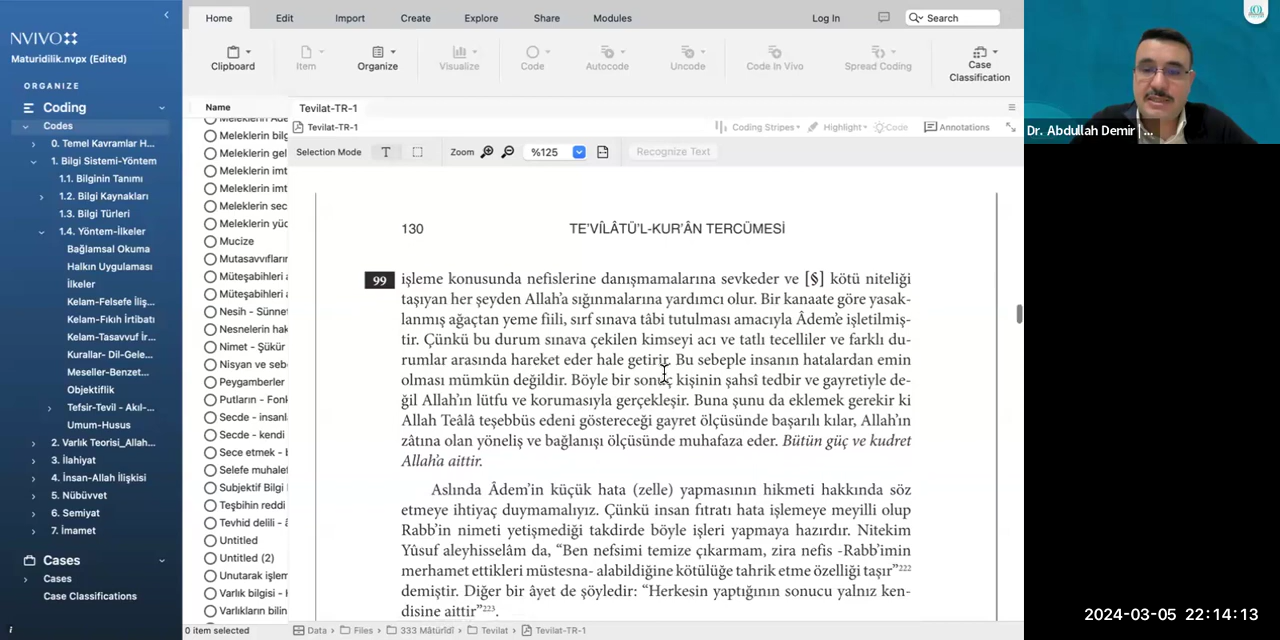 NVIVO
Maturidilik.nvpx (Edited)
ORGANIZE
Coding
Codes
0. Temel Kavramlar H...
1. Bilgi Sistemi-Yöntem
1.1. Bilginin Tanımı
1.2. Bilgi Kaynakları
1.3. Bilgi Türleri
1.4. Yöntem-İlkeler
Bağlamsal Okuma
Halkın Uygulaması
İlkeler
Kelam-Felsefe İliş...
Kelam-Fıkıh İrtibatı
Kelam-Tasavvuf İr...
Kurallar- Dil-Gele...
Meseller-Benzet...
Objektiflik
Tefsir-Tevil - Akıl-...
Umum-Husus
2. Varlık Teorisi_Allah...
3. İlahiyat
4. İnsan-Allah İlişkisi
5. Nübüvvet
6. Semiyat
7. İmamet
Cases
Cases
Case Classifications
Home Edit Import Create Explore Share Modules Log In Search
Clipboard Item Organize Visualize Code Autocode Uncode Code In Vivo Spread Coding Case Classification
Name
Meleklerin bilg
Meleklerin gel
Meleklerin imt
Meleklerin imt
Meleklerin sec
Meleklerin yüc
Mucize
Mutasavvıfların
Müteşabihleri a
Müteşabihleri a
Nesih - Sünne
Nesnelerin hak
Nimet - Şükür
Nisyan ve seb
Peygamberler
Putların - Fonk
Secde - insanl
Secde - kendi
Sece etmek - b
Selefe muhalef
Subjektif Bilgi
Teşbihin reddi
Tevhid delili - â
Untitled
Untitled (2)
Unutarak işlem
Varlık bilgisi - H
Varlıkların bilin
0 item selected
Tevilat-TR-1
Tevilat-TR-1 Coding Stripes Highlight Code Annotations
Selection Mode T Zoom %125 Recognize Text
130 TE'VÎLÂTÜ'L-KUR'ÂN TERCÜMESİ
99 işleme konusunda nefislerine danışmamalarına sevkeder ve [§] kötü niteliği
taşıyan her şeyden Allah'a sığınmalarına yardımcı olur. Bir kanaate göre yasak-
lanmış ağaçtan yeme fiili, sırf sınava tâbi tutulması amacıyla Âdem'e işletilmiş-
tir. Çünkü bu durum sınava çekilen kimseyi acı ve tatlı tecelliler ve farklı du-
rumlar arasında hareket eder hale getirir. Bu sebeple insanın hatalardan emin
olması mümkün değildir. Böyle bir sonuç kişinin şahsî tedbir ve gayretiyle de-
ğil Allah'ın lütfu ve korumasıyla gerçekleşir. Buna şunu da eklemek gerekir ki
Allah Teâlâ teşebbüs edeni göstereceği gayret ölçüsünde başarılı kılar, Allah'ın
zâtına olan yöneliş ve bağlanışı ölçüsünde muhafaza eder. Bütün güç ve kudret
Allah'a aittir.
Aslında Âdem'in küçük hata (zelle) yapmasının hikmeti hakkında söz
etmeye ihtiyaç duymamalıyız. Çünkü insan fıtratı hata işlemeye meyilli olup
Rabb'in nimeti yetişmediği takdirde böyle işleri yapmaya hazırdır. Nitekim
Yûsuf aleyhisselâm da, “Ben nefsimi temize çıkarmam, zira nefis -Rabb'imin
merhamet ettikleri müstesna- alabildiğine kötülüğe tahrik etme özelliği taşır”222
demiştir. Diğer bir âyet de şöyledir: “Herkesin yaptığının sonucu yalnız ken-
disine aittir”223.
Data Files 333 Mâtürîdî Tevilat Tevilat-TR-1
Dr. Abdullah Demir | ...
2024-03-05 22:14:13